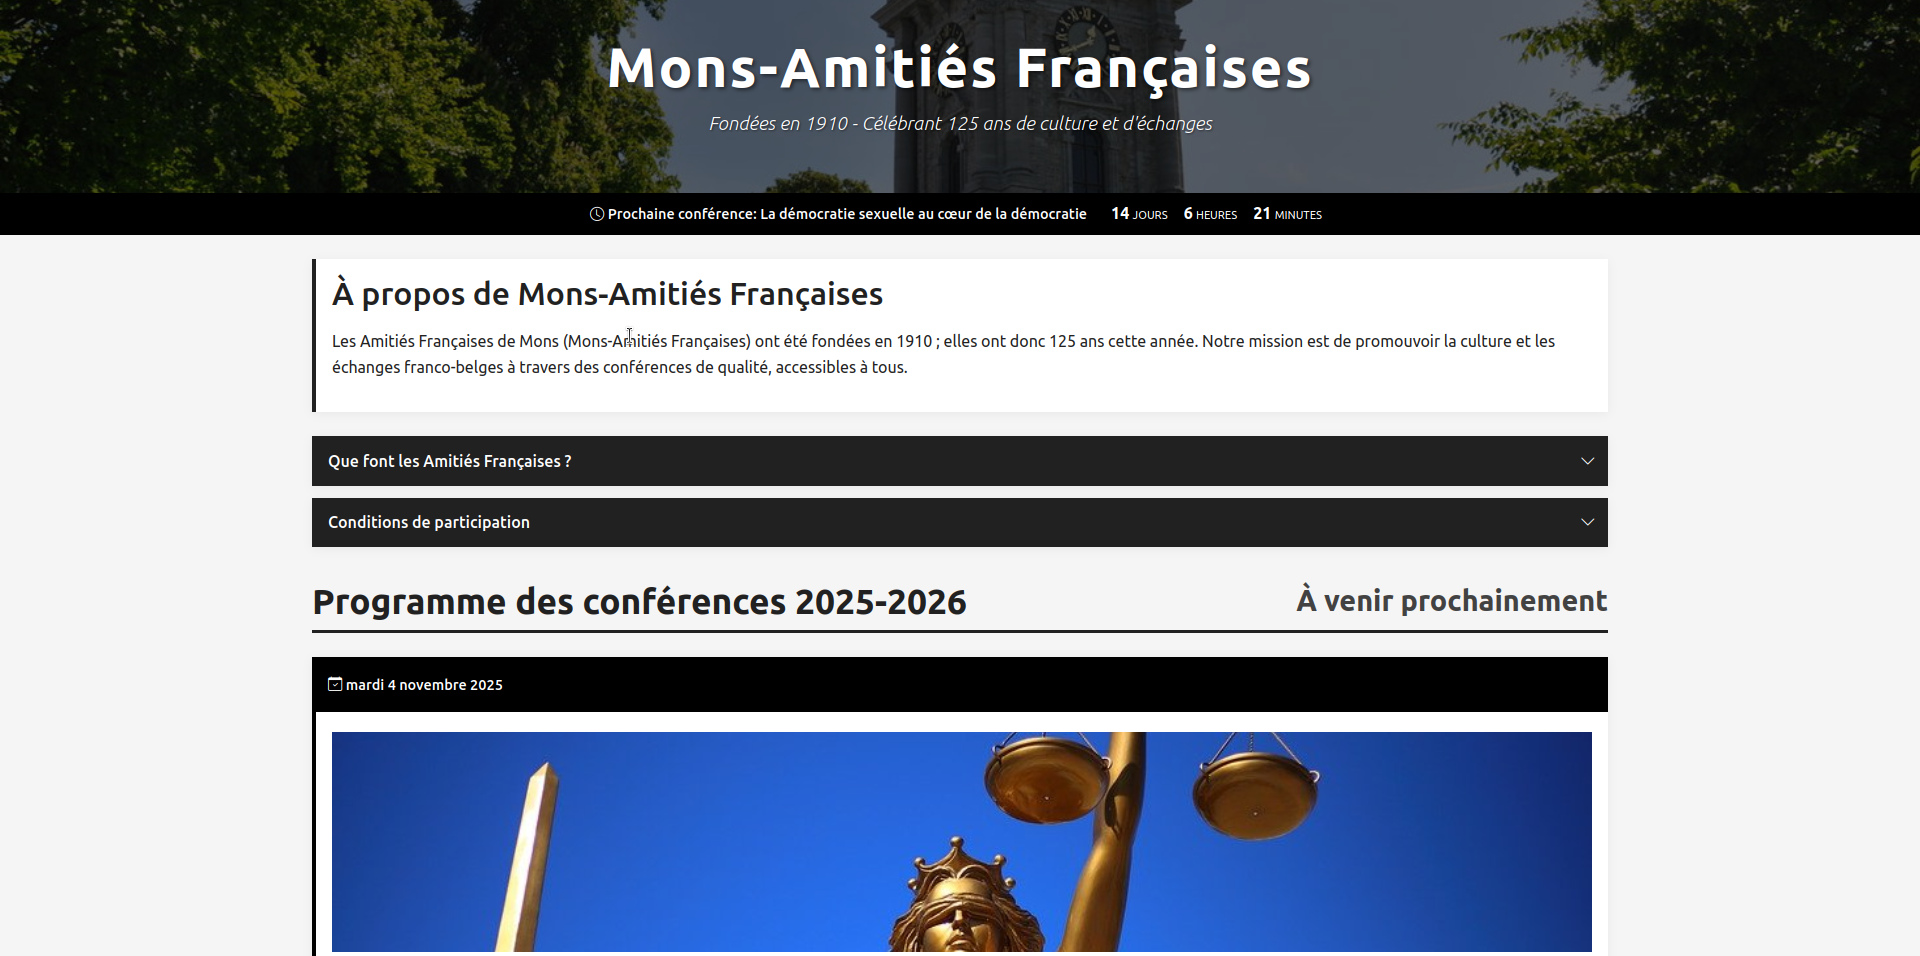 Mons-Amitiés Françaises
Fondées en 1910 - Célébrant 125 ans de culture et d'échanges
Prochaine conférence: La démocratie sexuelle au cœur de la démocratie 14 JOURS 6 HEURES 21 MINUTES
À propos de Mons-Amitiés Françaises
Les Amitiés Françaises de Mons (Mons-Amitiés Françaises) ont été fondées en 1910 ; elles ont donc 125 ans cette année. Notre mission est de promouvoir la culture et les
échanges franco-belges à travers des conférences de qualité, accessibles à tous.
Que font les Amitiés Françaises ?
Conditions de participation
Programme des conférences 2025-2026
À venir prochainement
mardi 4 novembre 2025